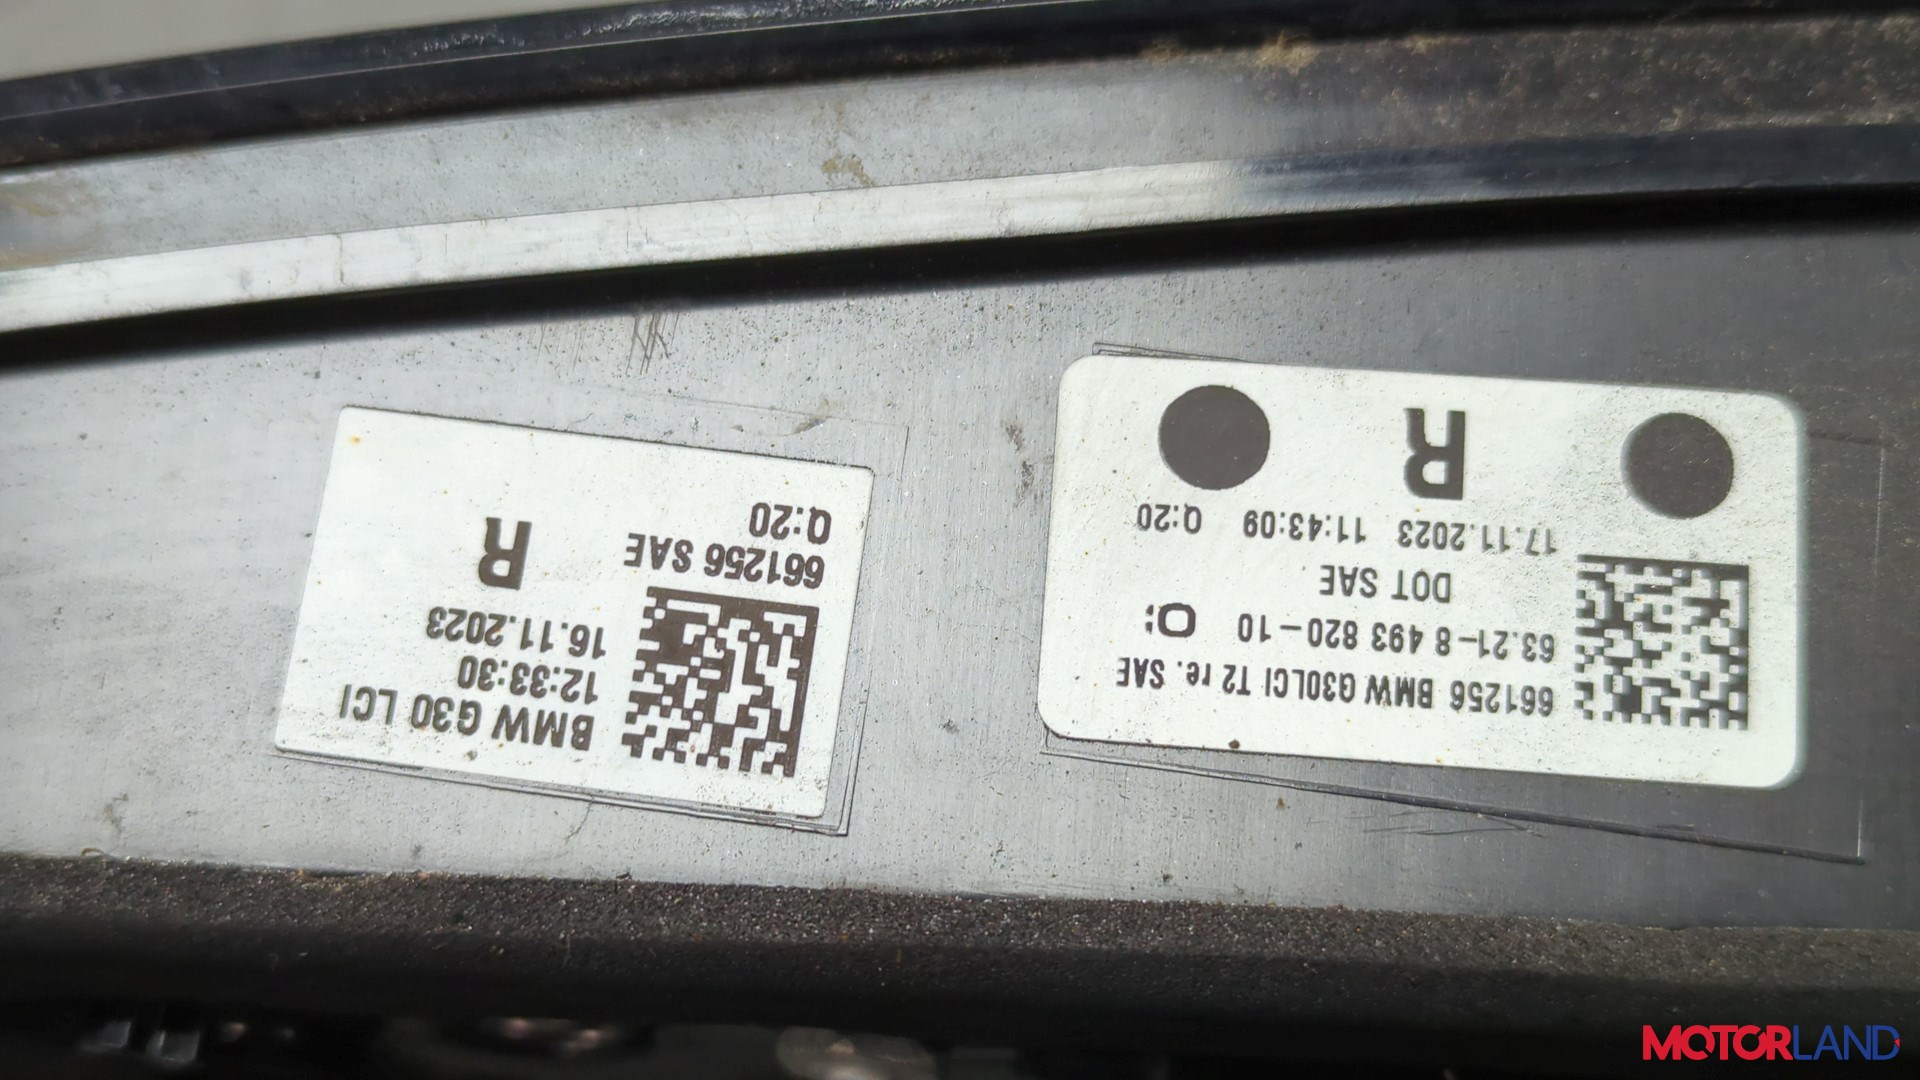 BMW G30 LCI
12:33:30
16.11.2023
R
661256 SAE
Q:20
661256 BMW G30LCI T2 re. SAE
63.21-8 493 820-10 O:
DOT SAE
17.11.2023 11:43:09 Q:20
R
MOTORLAND